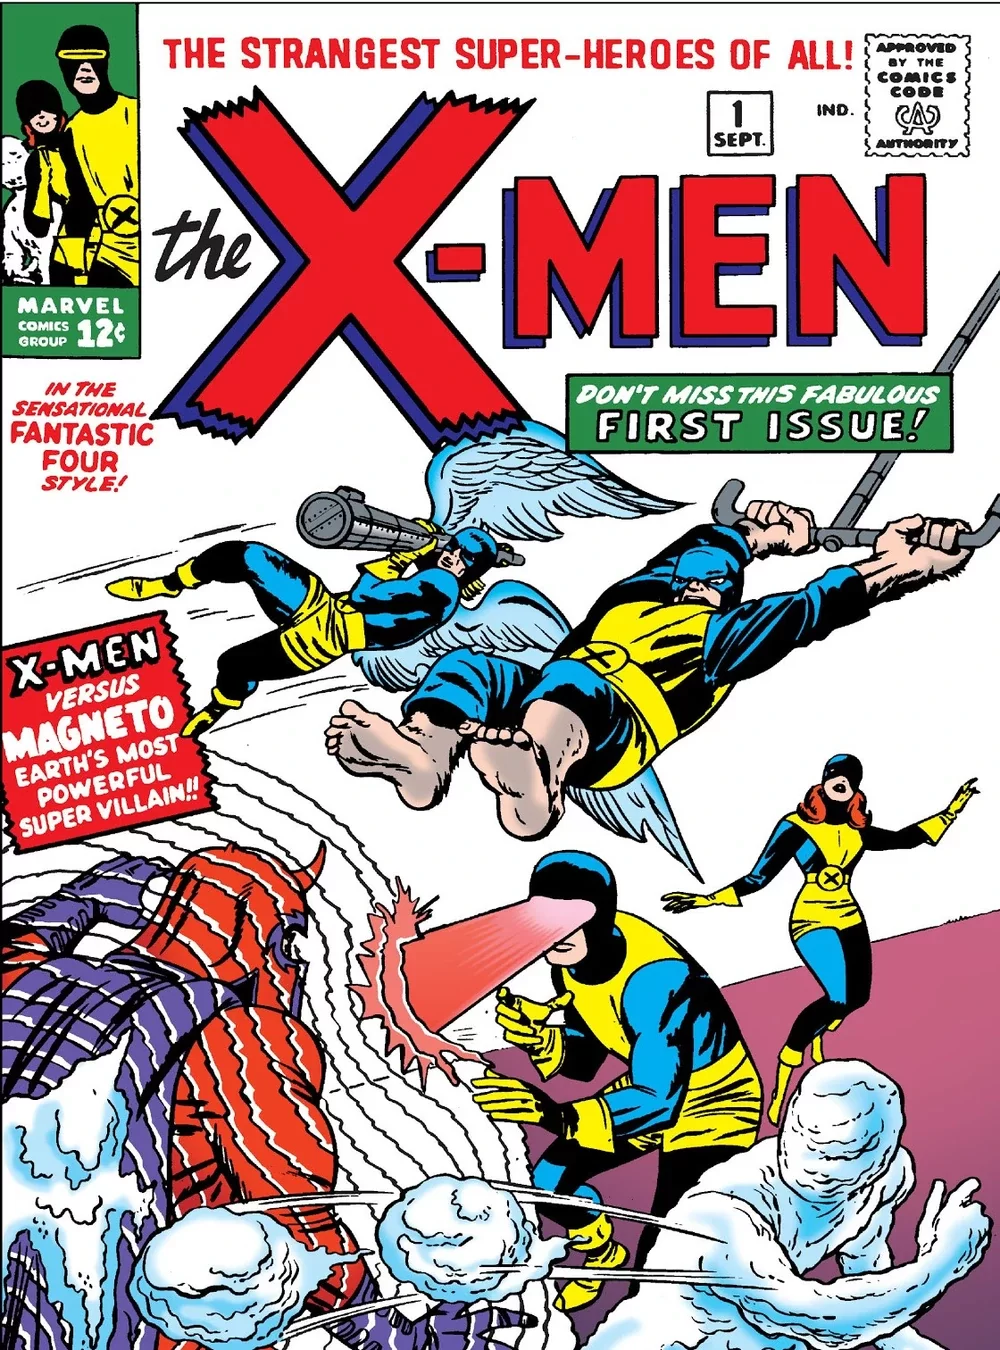 THE STRANGEST SUPER-HEROES OF ALL!
APPROVED
BY THE
COMICS
CODE
CA
AUTHORITY
1
SEPT.
IND.
the X-MEN
MARVEL
COMICS
GROUP 12¢
IN THE
SENSATIONAL
FANTASTIC
FOUR
STYLE!
DON'T MISS THIS FABULOUS
FIRST ISSUE!
X-MEN
VERSUS
MAGNETO
EARTH'S MOST
POWERFUL
SUPER VILLAIN!!
X
X
X